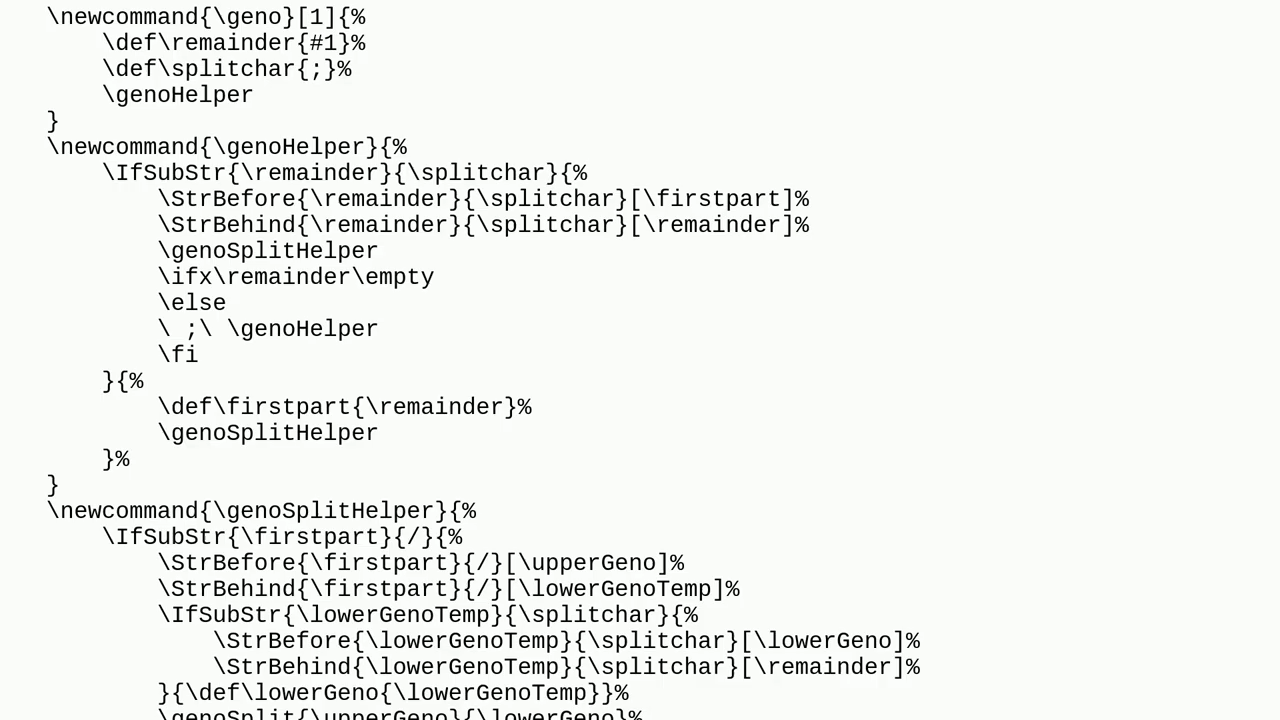 \newcommand{\geno}[1]{%
    \def\remainder{#1}%
    \def\splitchar{;}%
    \genoHelper
}
\newcommand{\genoHelper}{%
    \IfSubStr{\remainder}{\splitchar}{%
        \StrBefore{\remainder}{\splitchar}[\firstpart]%
        \StrBehind{\remainder}{\splitchar}[\remainder]%
        \genoSplitHelper
        \ifx\remainder\empty
        \else
        \ ;\ \genoHelper
        \fi
    }{%
        \def\firstpart{\remainder}%
        \genoSplitHelper
    }%
}
\newcommand{\genoSplitHelper}{%
    \IfSubStr{\firstpart}{/}{%
        \StrBefore{\firstpart}{/}[\upperGeno]%
        \StrBehind{\firstpart}{/}[\lowerGenoTemp]%
        \IfSubStr{\lowerGenoTemp}{\splitchar}{%
            \StrBefore{\lowerGenoTemp}{\splitchar}[\lowerGeno]%
            \StrBehind{\lowerGenoTemp}{\splitchar}[\remainder]%
        }{\def\lowerGeno{\lowerGenoTemp}}%
        \genoSplit{\upperGeno}{\lowerGeno}%